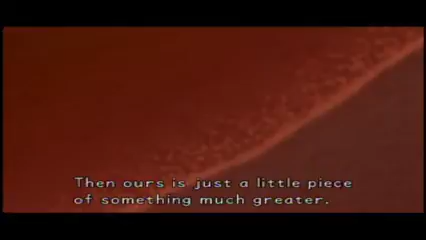 Then ours is just a little piece
of something much greater.